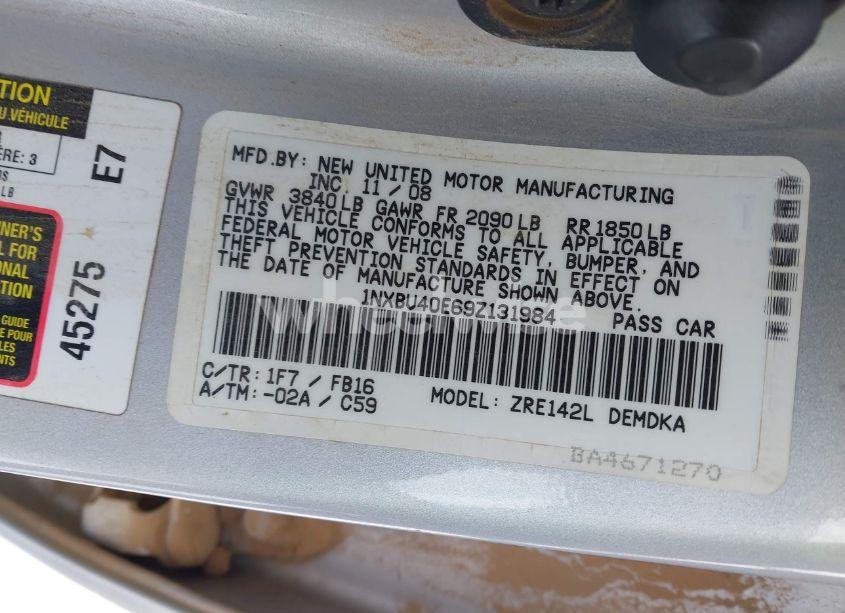 TION
U VÉHICULE
ÈRE: 3
LB
NER'S
L FOR
ONAL
TION
GUIDE
E POUR
LES
NTS
E7
45275
MFD.BY: NEW UNITED MOTOR MANUFACTURING
INC. 11/08
GVWR 3840LB GAWR FR 2090LB RR 1850LB
THIS VEHICLE CONFORMS TO ALL APPLICABLE
FEDERAL MOTOR VEHICLE SAFETY, BUMPER, AND
THEFT PREVENTION STANDARDS IN EFFECT ON
THE DATE OF MANUFACTURE SHOWN ABOVE.
1NXBU40E69Z131984 PASS CAR
C/TR: 1F7 / FB16
A/TM: -02A / C59 MODEL: ZRE142L DEMDKA
BA4671270